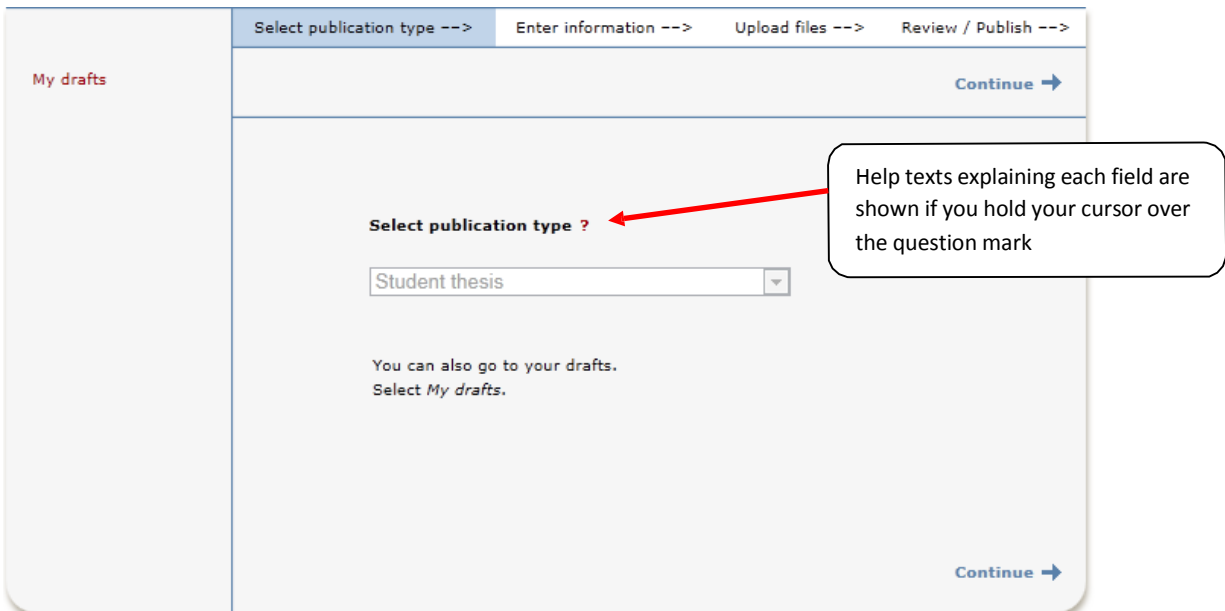 Select publication type -->
Enter information -->
Upload files -->
Review / Publish -->
My drafts
Continue →
Help texts explaining each field are
shown if you hold your cursor over
the question mark
Select publication type ?
Student thesis
You can also go to your drafts.
Select My drafts.
Continue →